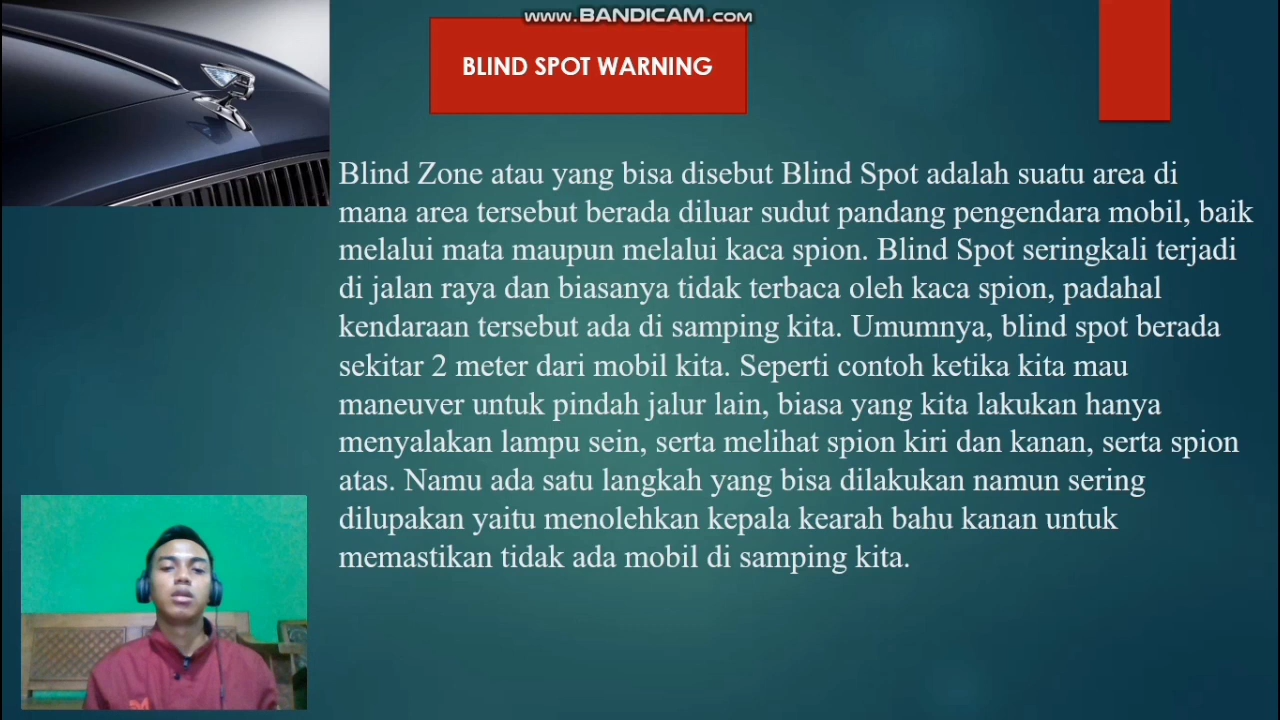 www.BANDICAM.com
BLIND SPOT WARNING
Blind Zone atau yang bisa disebut Blind Spot adalah suatu area di
mana area tersebut berada diluar sudut pandang pengendara mobil, baik
melalui mata maupun melalui kaca spion. Blind Spot seringkali terjadi
di jalan raya dan biasanya tidak terbaca oleh kaca spion, padahal
kendaraan tersebut ada di samping kita. Umumnya, blind spot berada
sekitar 2 meter dari mobil kita. Seperti contoh ketika kita mau
maneuver untuk pindah jalur lain, biasa yang kita lakukan hanya
menyalakan lampu sein, serta melihat spion kiri dan kanan, serta spion
atas. Namu ada satu langkah yang bisa dilakukan namun sering
dilupakan yaitu menolehkan kepala kearah bahu kanan untuk
memastikan tidak ada mobil di samping kita.